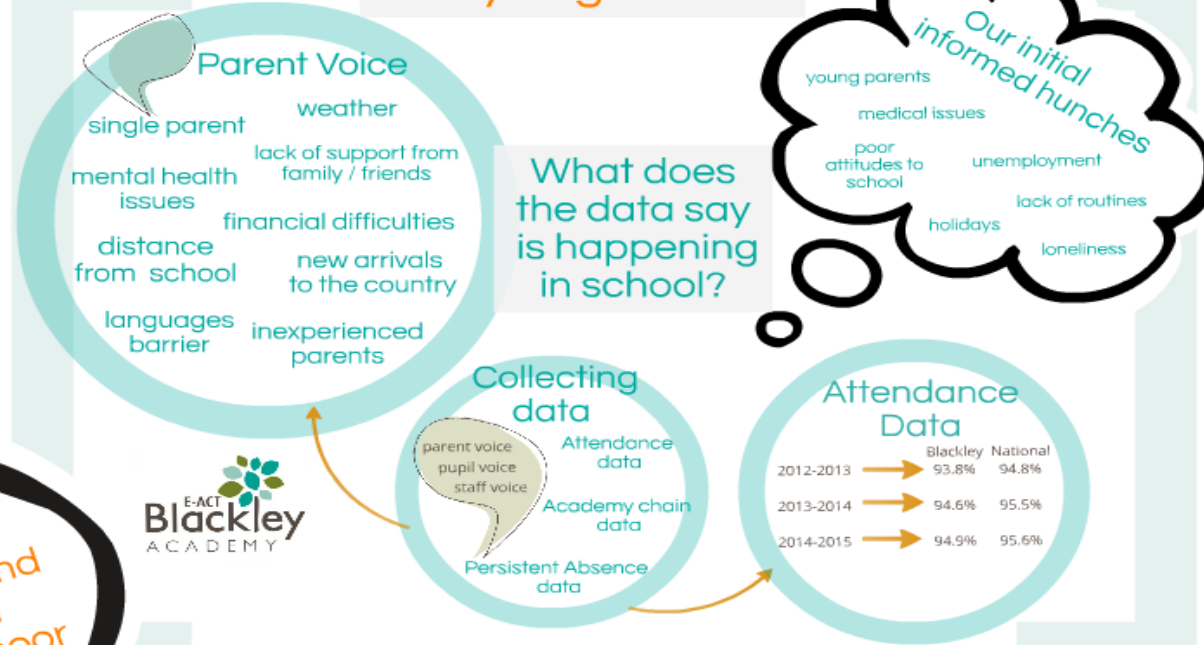 Parent Voice
weather
single parent
lack of support from
family / friends
mental health
issues
financial difficulties
distance
from school
new arrivals
to the country
languages
barrier
inexperienced
parents
What does
the data say
is happening
in school?
Our initial
informed hunches
young parents
medical issues
poor
attitudes to
school
unemployment
lack of routines
holidays
loneliness
Collecting
data
parent voice
pupil voice
staff voice
Attendance
data
Academy chain
data
Persistent Absence
data
Attendance
Data
Blackley National
2012-2013 93.8% 94.8%
2013-2014 94.6% 95.5%
2014-2015 94.9% 95.6%
E-ACT
Blackley
ACADEMY